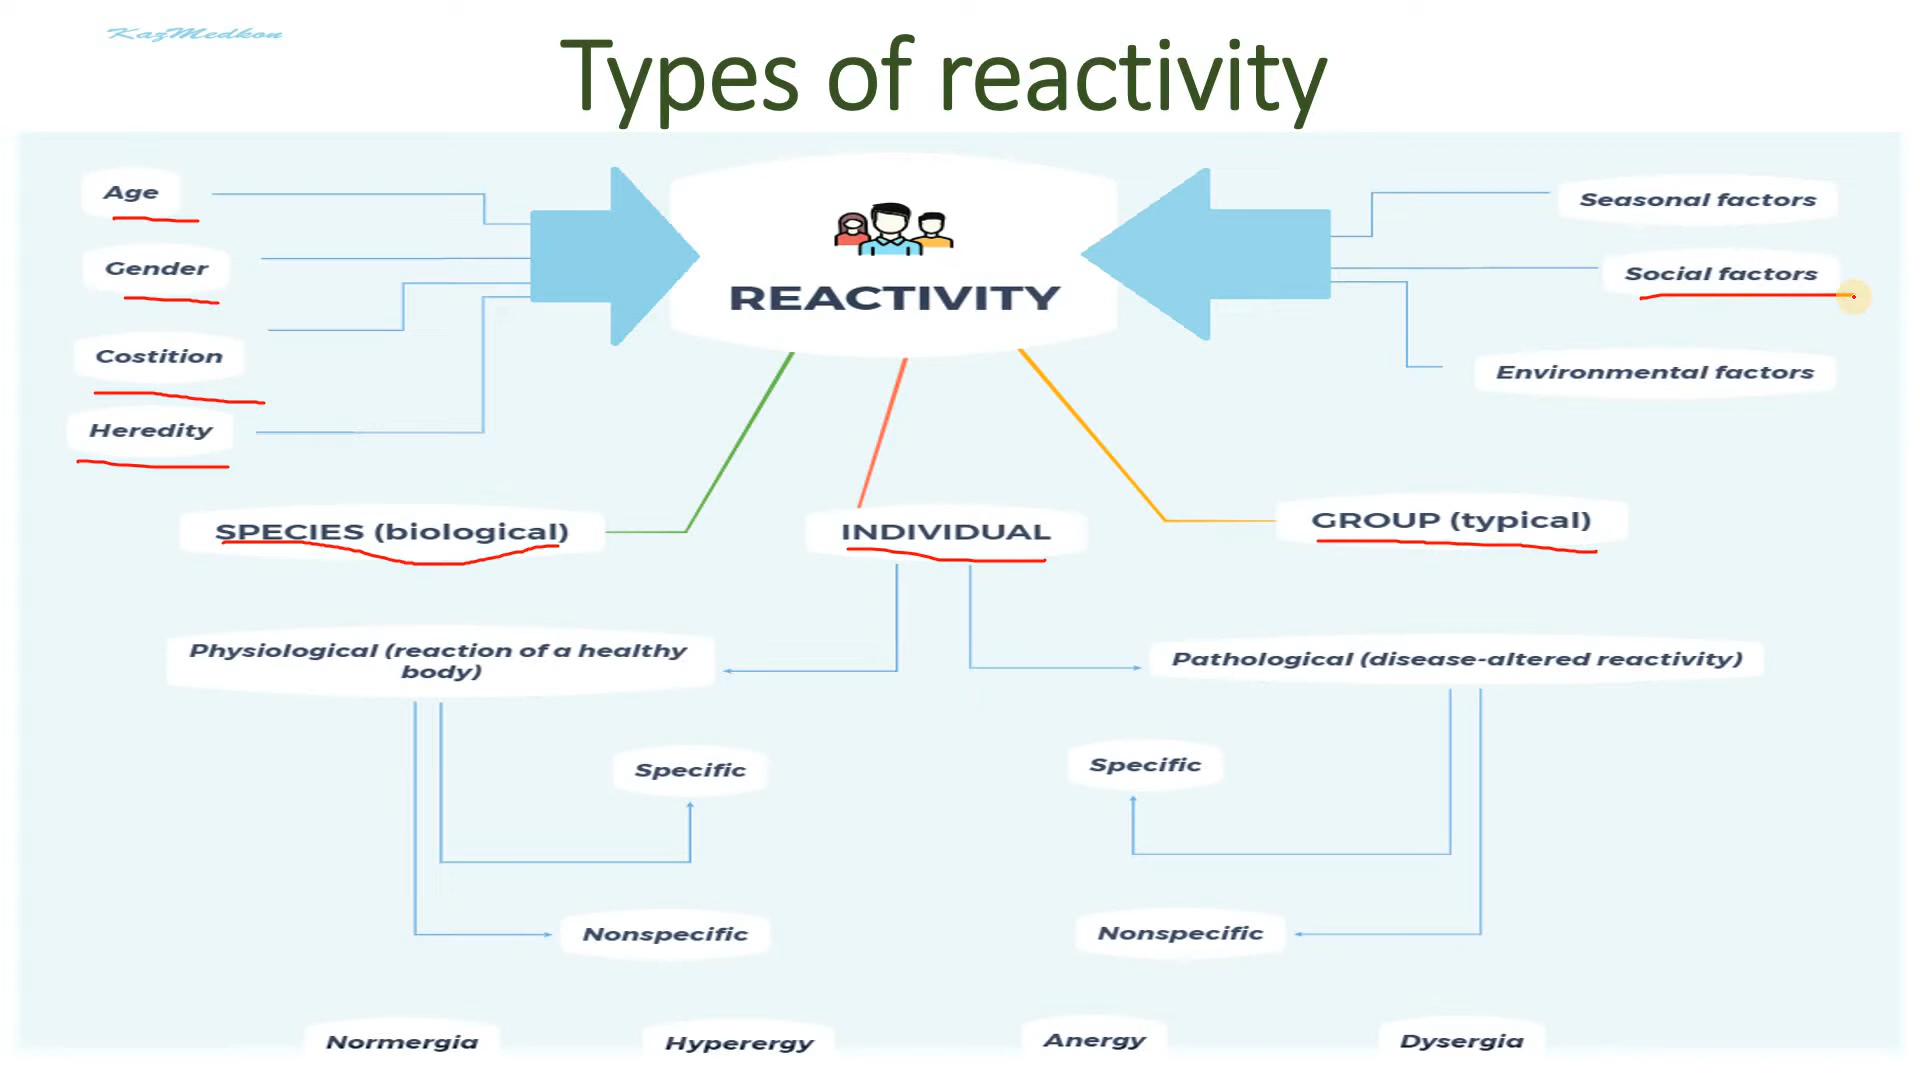 KazMedkon
Types of reactivity
Age
Gender
Costition
Heredity
REACTIVITY
Seasonal factors
Social factors
Environmental factors
SPECIES (biological)
INDIVIDUAL
GROUP (typical)
Physiological (reaction of a healthy
body)
Pathological (disease-altered reactivity)
Specific
Specific
Nonspecific
Nonspecific
Normergia
Hyperergy
Anergy
Dysergia